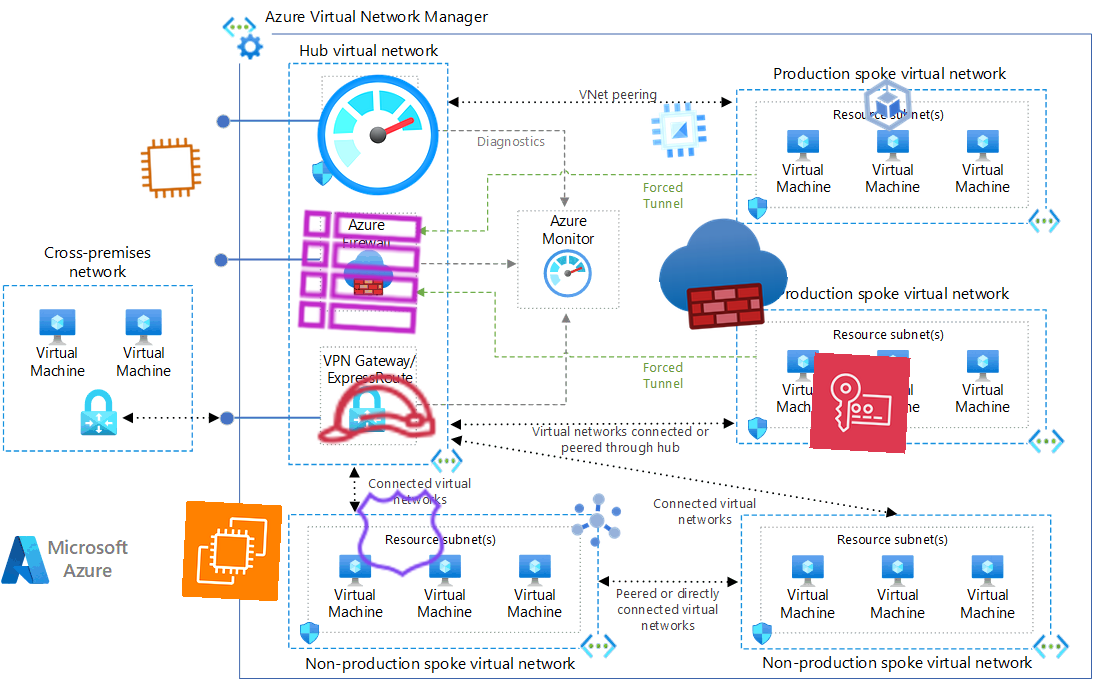 Azure Virtual Network Manager
Hub virtual network
Production spoke virtual network
VNet peering
Resource subnet(s)
Diagnostics
Virtual
Machine
Virtual
Machine
Virtual
Machine
Forced
Tunnel
Azure
Firewall
Azure
Monitor
Cross-premises
network
Production spoke virtual network
Resource subnet(s)
Virtual
Machine
Virtual
Machine
VPN Gateway/
ExpressRoute
Forced
Tunnel
Virtual
Machine
Virtual networks connected or
peered through hub
Connected virtual
networks
Connected virtual
networks
Resource subnet(s)
Resource subnet(s)
Microsoft
Azure
Virtual
Machine
Virtual
Machine
Virtual
Machine
Peered or directly
connected virtual
networks
Virtual
Machine
Virtual
Machine
Virtual
Machine
Non-production spoke virtual network
Non-production spoke virtual network